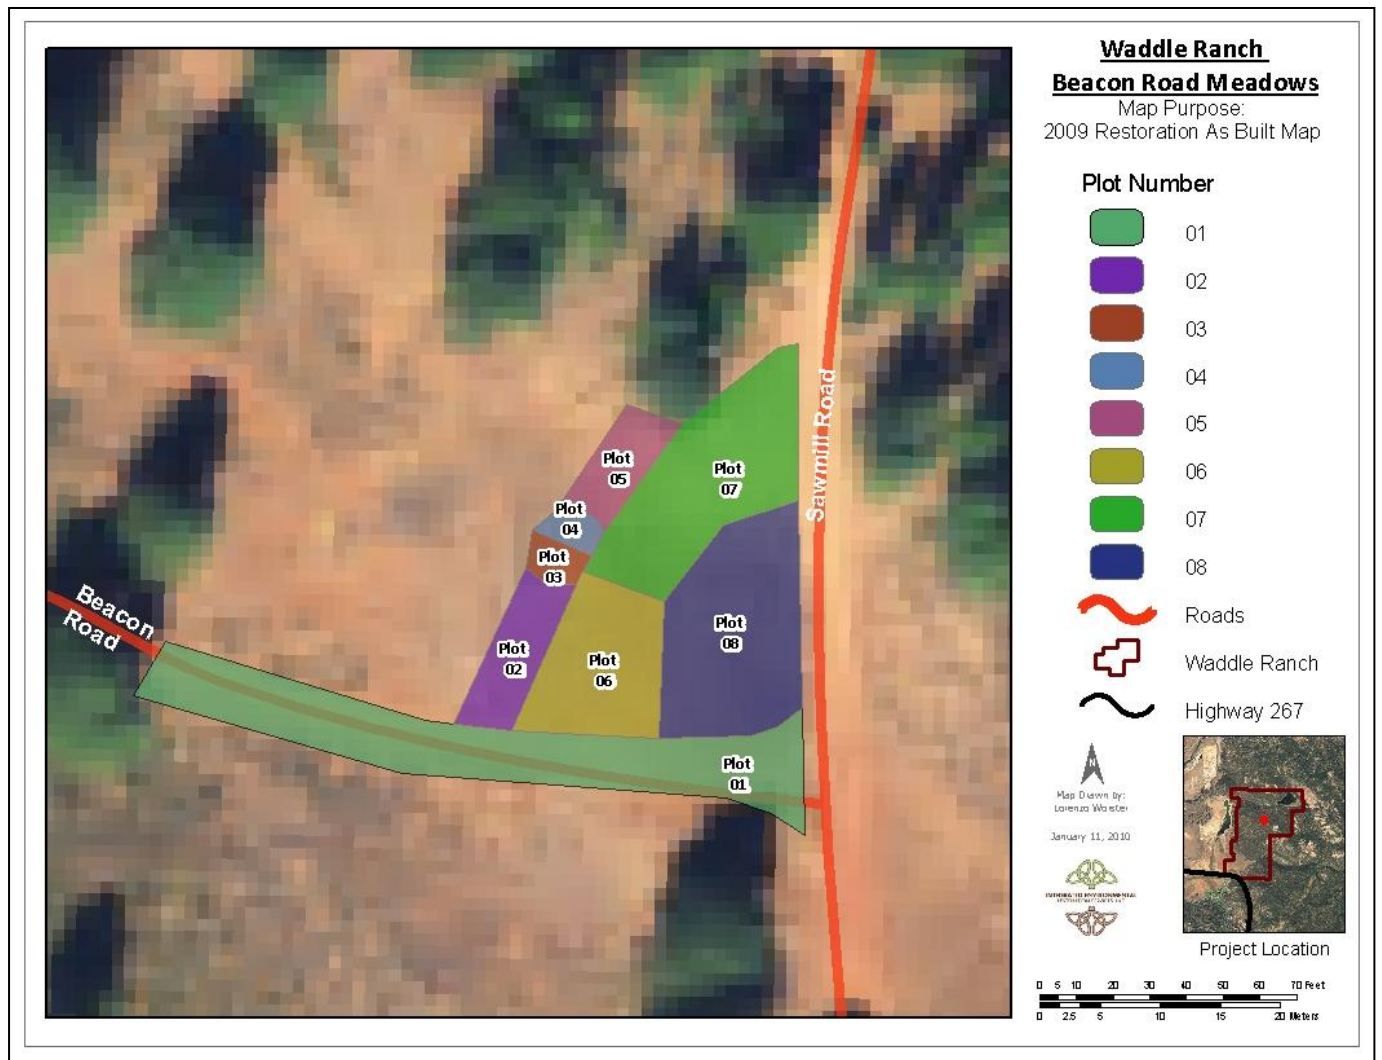 Waddle Ranch
Beacon Road Meadows
Map Purpose:
2009 Restoration As Built Map
Plot Number
01
02
03
04
05
06
07
08
Roads
Waddle Ranch
Highway 267
N
Map Drawn by:
Lorenzo Worster
January 11, 2010
INTEGRATED ENVIRONMENTAL
Project Location
0 5 10 20 30 40 50 60 70 Feet
0 2.5 5 10 15 20 Meters
Sawmill Road
Plot
05
Plot
07
Plot
04
Plot
03
Beacon
Road
Plot
02
Plot
06
Plot
08
Plot
01